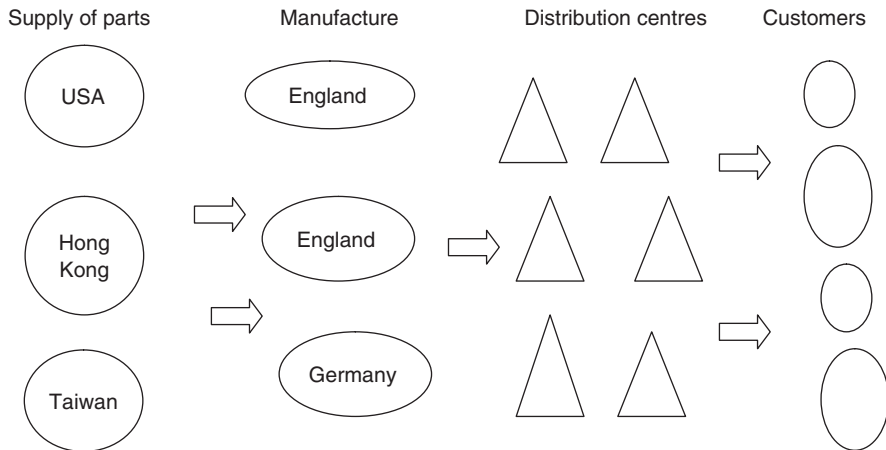 Supply of parts
Manufacture
Distribution centres
Customers
USA
England
Hong
Kong
England
Taiwan
Germany